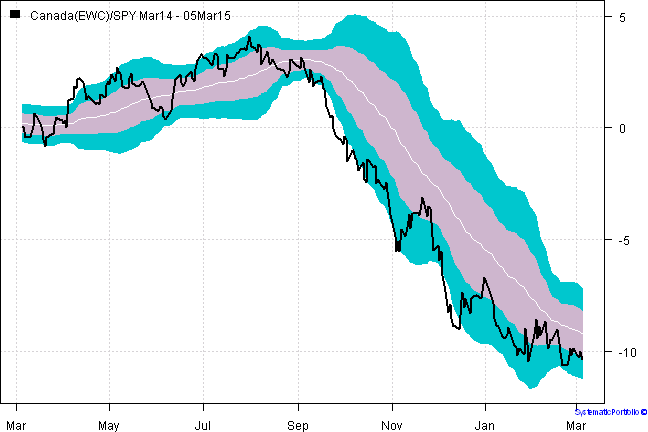 Canada(EWC)/SPY Mar14 - 05Mar15
5
0
-5
-10
SystematicPortfolio ©
Mar May Jul Sep Nov Jan Mar